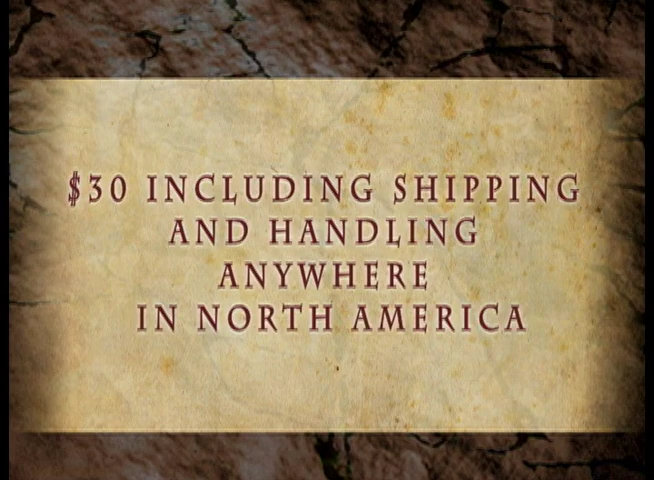 $30 INCLUDING SHIPPING
AND HANDLING
ANYWHERE
IN NORTH AMERICA